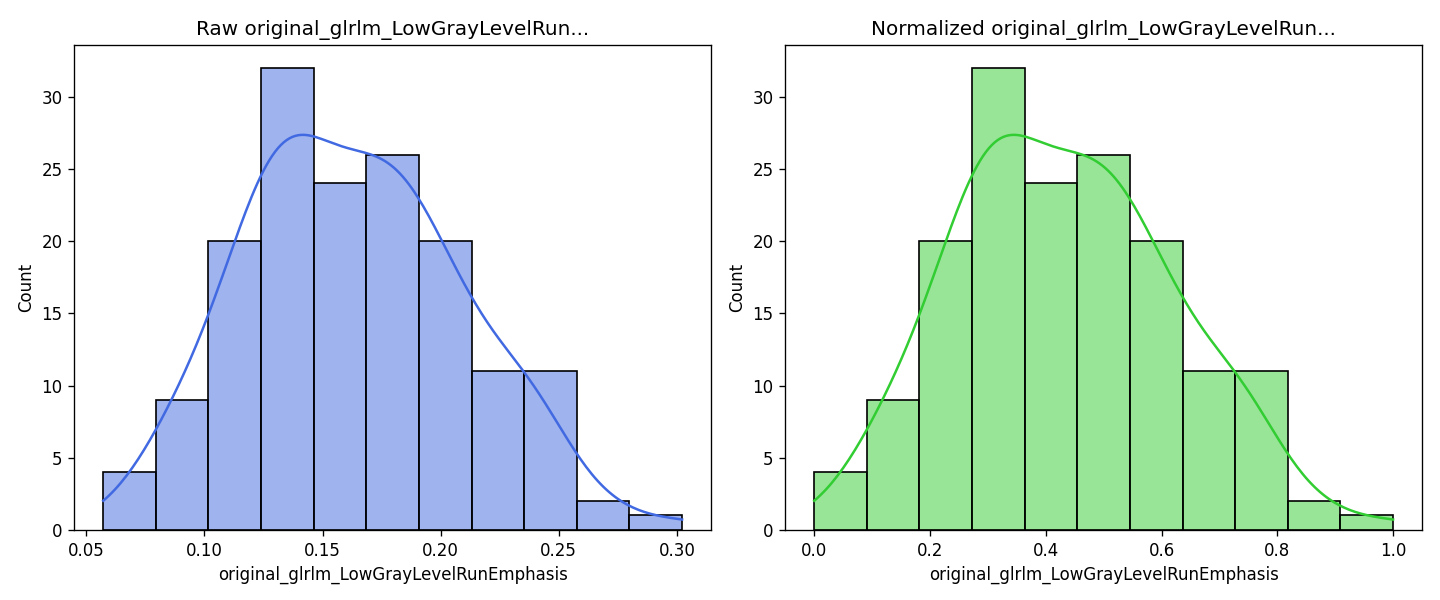 Raw original_glrlm_LowGrayLevelRun...
Count
30
25
20
15
10
5
0
0.05 0.10 0.15 0.20 0.25 0.30
original_glrlm_LowGrayLevelRunEmphasis
Normalized original_glrlm_LowGrayLevelRun...
Count
30
25
20
15
10
5
0
0.0 0.2 0.4 0.6 0.8 1.0
original_glrlm_LowGrayLevelRunEmphasis